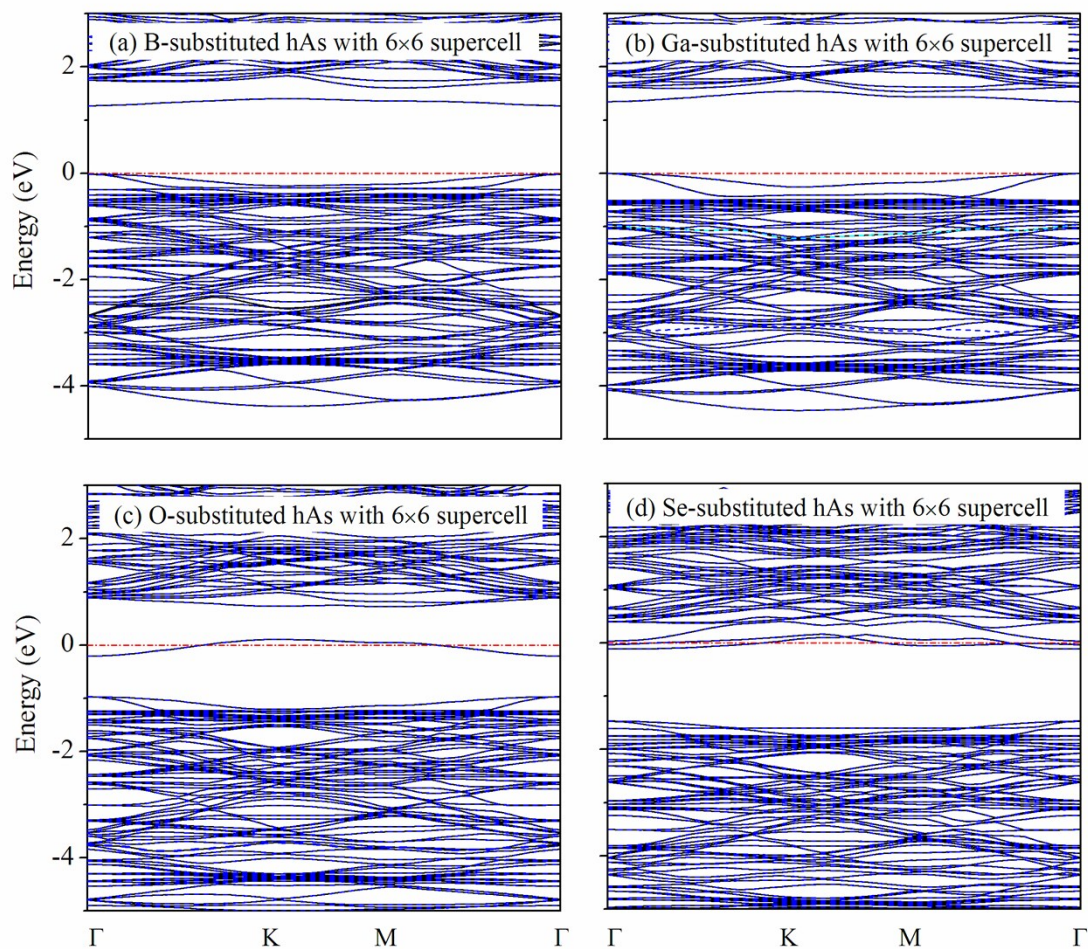 (a) B-substituted hAs with 6×6 supercell
(b) Ga-substituted hAs with 6×6 supercell
2
0
-2
-4
Energy (eV)
(c) O-substituted hAs with 6×6 supercell
(d) Se-substituted hAs with 6×6 supercell
2
0
-2
-4
Energy (eV)
Γ K M Γ
K M Γ